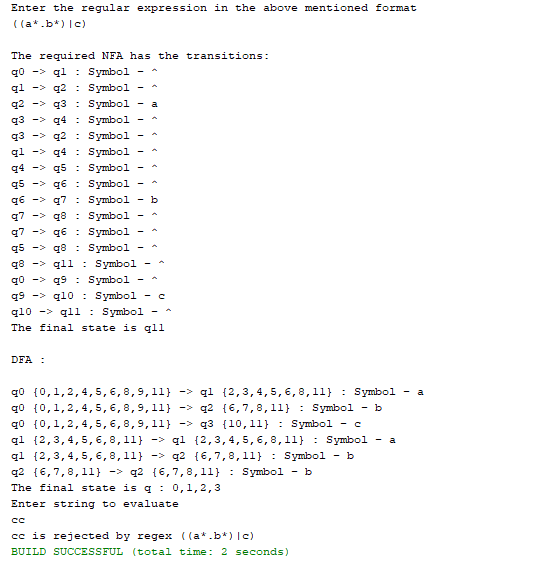 Enter the regular expression in the above mentioned format
((a*.b*)|c)
The required NFA has the transitions:
q0 -> q1 : Symbol - ^
q1 -> q2 : Symbol - ^
q2 -> q3 : Symbol - a
q3 -> q4 : Symbol - ^
q3 -> q2 : Symbol - ^
q1 -> q4 : Symbol - ^
q4 -> q5 : Symbol - ^
q5 -> q6 : Symbol - ^
q6 -> q7 : Symbol - b
q7 -> q8 : Symbol - ^
q7 -> q6 : Symbol - ^
q5 -> q8 : Symbol - ^
q8 -> q11 : Symbol - ^
q0 -> q9 : Symbol - ^
q9 -> q10 : Symbol - c
q10 -> q11 : Symbol - ^
The final state is q11
DFA :
q0 {0,1,2,4,5,6,8,9,11} -> q1 {2,3,4,5,6,8,11} : Symbol - a
q0 {0,1,2,4,5,6,8,9,11} -> q2 {6,7,8,11} : Symbol - b
q0 {0,1,2,4,5,6,8,9,11} -> q3 {10,11} : Symbol - c
q1 {2,3,4,5,6,8,11} -> q1 {2,3,4,5,6,8,11} : Symbol - a
q1 {2,3,4,5,6,8,11} -> q2 {6,7,8,11} : Symbol - b
q2 {6,7,8,11} -> q2 {6,7,8,11} : Symbol - b
The final state is q : 0,1,2,3
Enter string to evaluate
cc
cc is rejected by regex ((a*.b*)|c)
BUILD SUCCESSFUL (total time: 2 seconds)